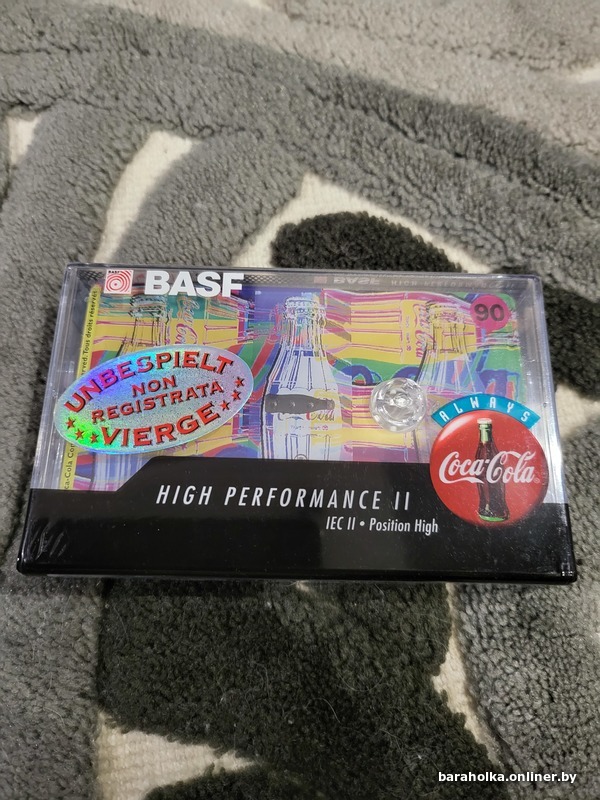 BASF
BASF
90
UNBESPIELT
NON
REGISTRATA
VIERGE
ALWAYS
Coca-Cola
HIGH PERFORMANCE II
IEC II • Position High
baraholka.onliner.by